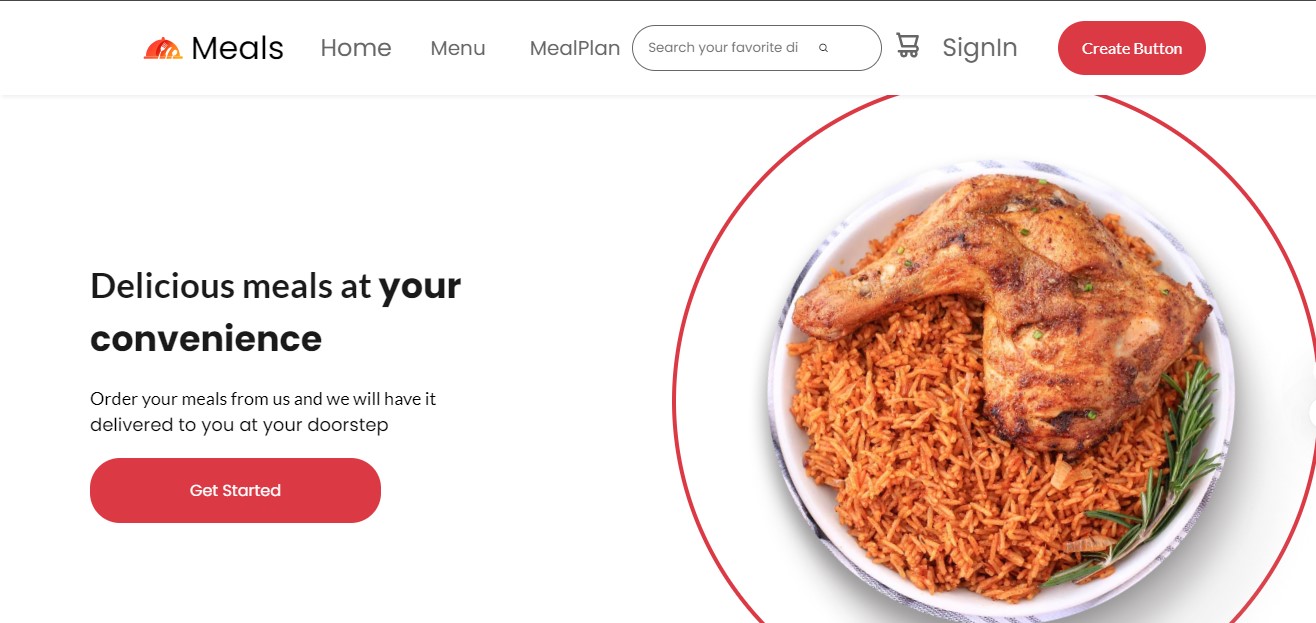 Meals Home Menu MealPlan Search your favorite di SignIn Create Button
Delicious meals at your
convenience
Order your meals from us and we will have it
delivered to you at your doorstep
Get Started